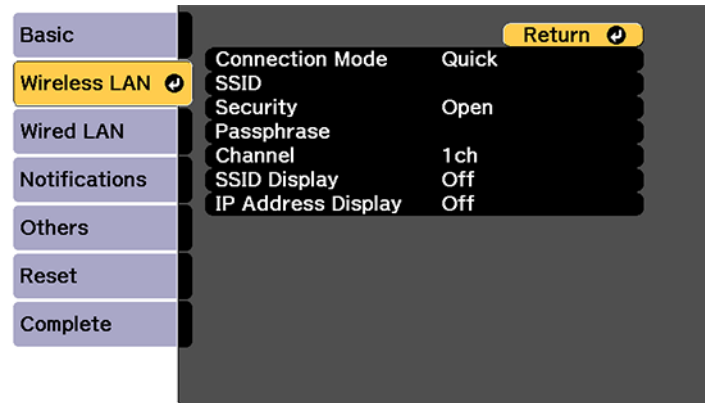 Basic
Wireless LAN
Wired LAN
Notifications
Others
Reset
Complete
Return
Connection Mode Quick
SSID
Security Open
Passphrase
Channel 1ch
SSID Display Off
IP Address Display Off